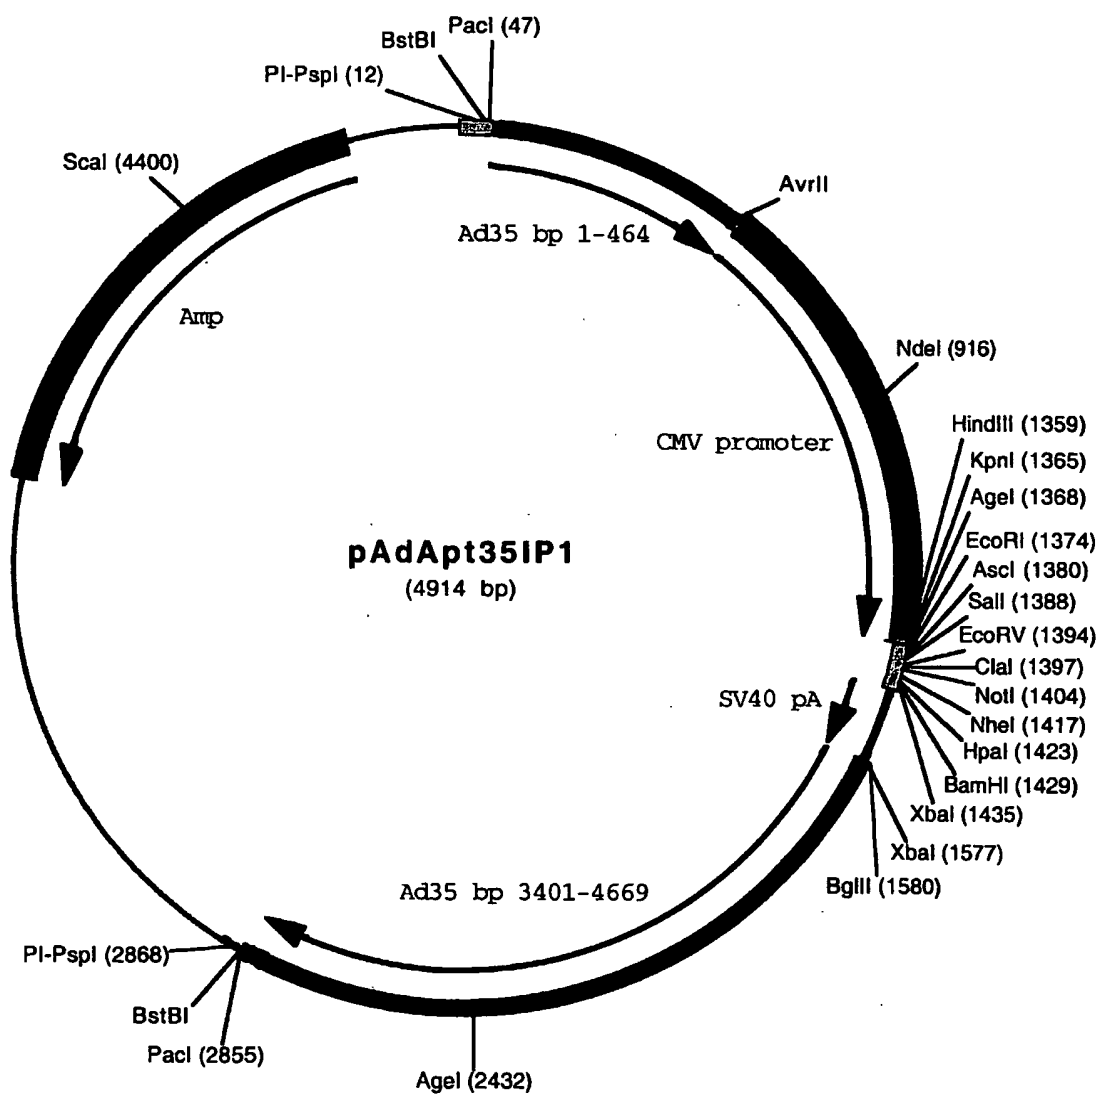 PacI (47)
BstBI
PI-PspI (12)
ScaI (4400)
AvrII
Ad35 bp 1-464
Amp
NdeI (916)
HindIII (1359)
CMV promoter
KpnI (1365)
AgeI (1368)
EcoRI (1374)
pAdApt35IP1
(4914 bp)
AscI (1380)
SalI (1388)
EcoRV (1394)
ClaI (1397)
SV40 pA
NotI (1404)
NheI (1417)
HpaI (1423)
BamHI (1429)
XbaI (1435)
XbaI (1577)
BglII (1580)
Ad35 bp 3401-4669
PI-PspI (2868)
BstBI
PacI (2855)
AgeI (2432)